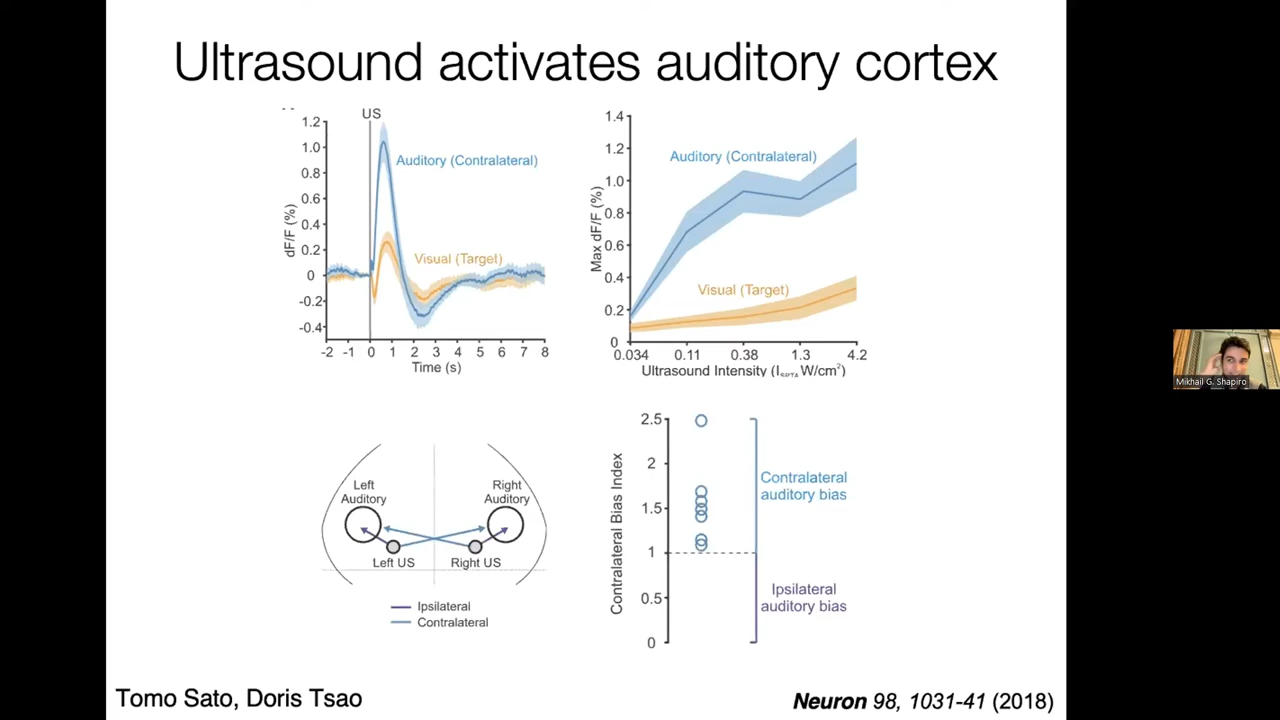 Ultrasound activates auditory cortex
US
1.2
1.0
0.8
0.6
0.4
0.2
0
-0.2
-0.4
dF/F (%)
Auditory (Contralateral)
Visual (Target)
-2 -1 0 1 2 3 4 5 6 7 8
Time (s)
1.4
1.2
1.0
0.8
0.6
0.4
0.2
0
Max dF/F (%)
Auditory (Contralateral)
Visual (Target)
0.034 0.11 0.38 1.3 4.2
Ultrasound Intensity (I W/cm²)
Left
Auditory
Right
Auditory
Left US
Right US
Ipsilateral
Contralateral
2.5
2
1.5
1
0.5
0
Contralateral Bias Index
Contralateral
auditory bias
Ipsilateral
auditory bias
Tomo Sato, Doris Tsao
Neuron 98, 1031-41 (2018)
Mikhail G. Shapiro